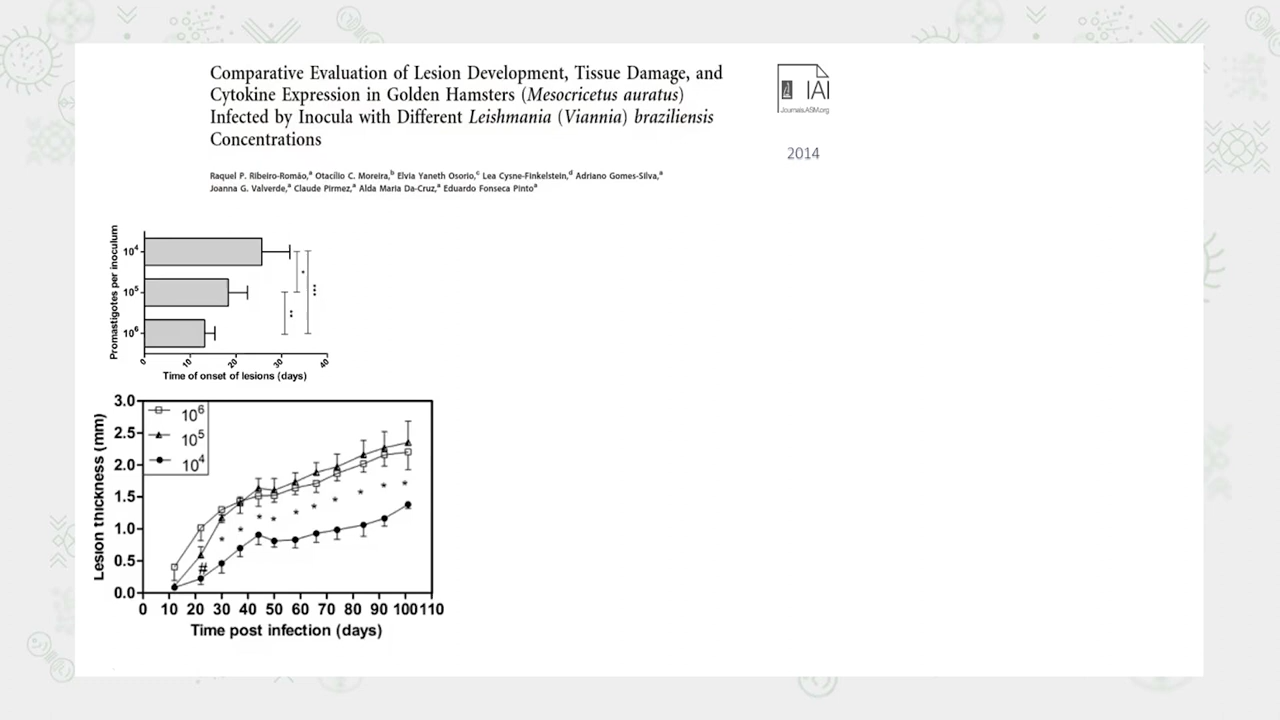 Comparative Evaluation of Lesion Development, Tissue Damage, and
Cytokine Expression in Golden Hamsters (Mesocricetus auratus)
Infected by Inocula with Different Leishmania (Viannia) braziliensis
Concentrations
IAI
Journals.ASM.org
2014
Raquel P. Ribeiro-Romão,a Otacílio C. Moreira,b Elvia Yaneth Osorio,c Lea Cysne-Finkelstein,d Adriano Gomes-Silva,a
Joanna G. Valverde,a Claude Pirmez,a Alda Maria Da-Cruz,a Eduardo Fonseca Pintoa
Promastigotes per inoculum
10⁴
*
10⁵
***
**
10⁶
0 10 20 30 40
Time of onset of lesions (days)
Lesion thickness (mm)
3.0
10⁶
2.5
10⁵
2.0
10⁴
1.5
* * * * * * * * * *
1.0
0.5
#
0.0
0 10 20 30 40 50 60 70 80 90 100 110
Time post infection (days)